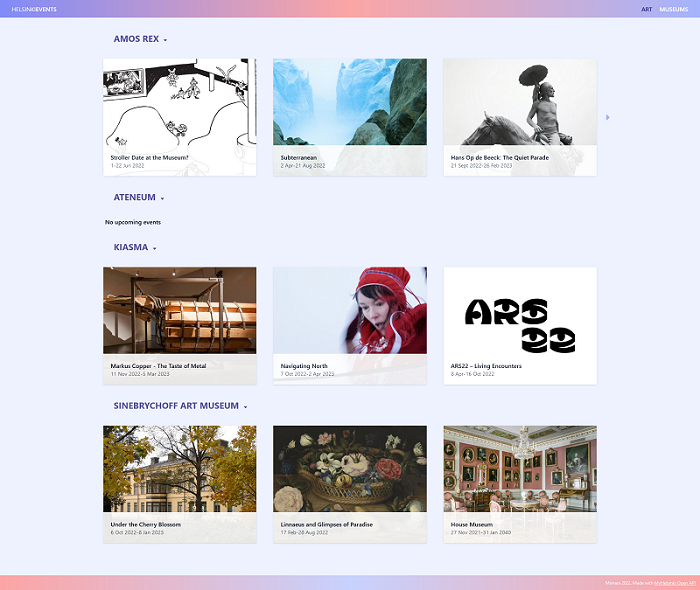 HELSINKIEVENTS
ART MUSEUMS
AMOS REX
Stroller Date at the Museum?
1-22 Jun 2022
Subterranean
2 Apr-21 Aug 2022
Hans Op de Beeck: The Quiet Parade
21 Sept 2022-26 Feb 2023
ATENEUM
No upcoming events
KIASMA
Markus Copper - The Taste of Metal
11 Nov 2022-5 Mar 2023
Navigating North
7 Oct 2022-2 Apr 2023
ARS
22
ARS22 – Living Encounters
8 Apr-16 Oct 2022
SINEBRYCHOFF ART MUSEUM
Under the Cherry Blossom
6 Oct 2022-8 Jan 2023
Linnaeus and Glimpses of Paradise
17 Feb-28 Aug 2022
House Museum
27 Nov 2021-31 Jan 2040
2022. Made with MyHelsinki Open API